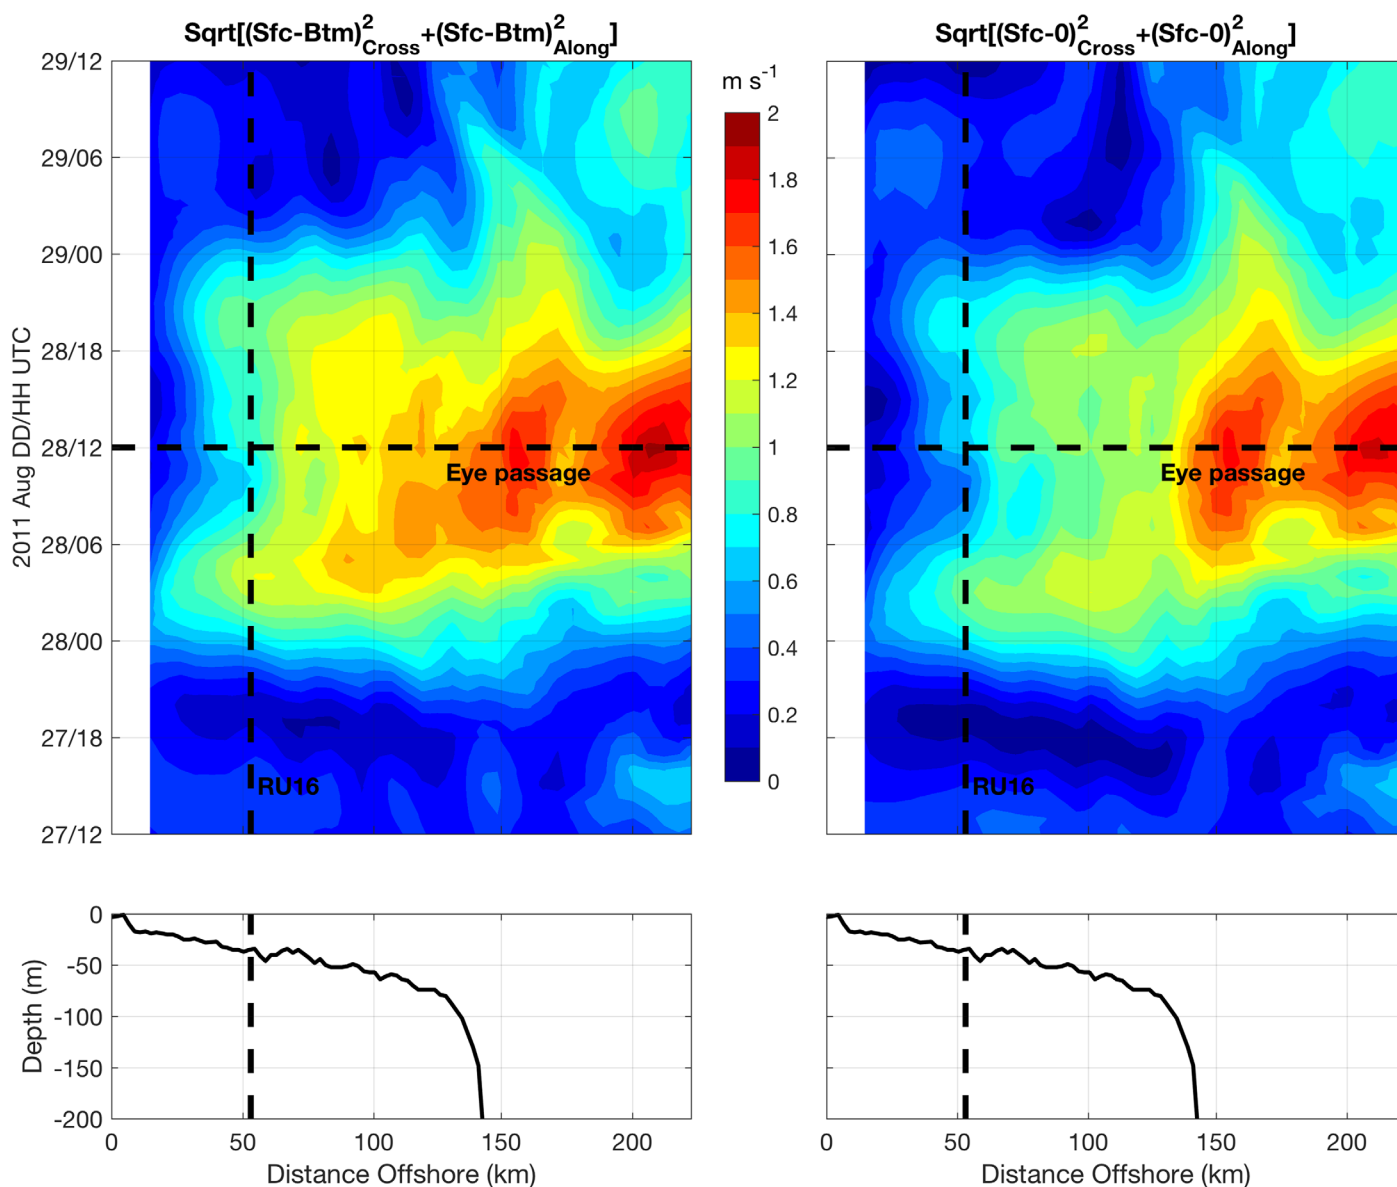 Sqrt[(Sfc-Btm)²Cross+(Sfc-Btm)²Along]
Sqrt[(Sfc-0)²Cross+(Sfc-0)²Along]
2011 Aug DD/HH UTC
29/12
29/06
29/00
28/18
28/12
28/06
28/00
27/18
27/12
Eye passage
RU16
m s⁻¹
2
1.8
1.6
1.4
1.2
1
0.8
0.6
0.4
0.2
0
Eye passage
RU16
Depth (m)
0
-50
-100
-150
-200
0 50 100 150 200
Distance Offshore (km)
0 50 100 150 200
Distance Offshore (km)